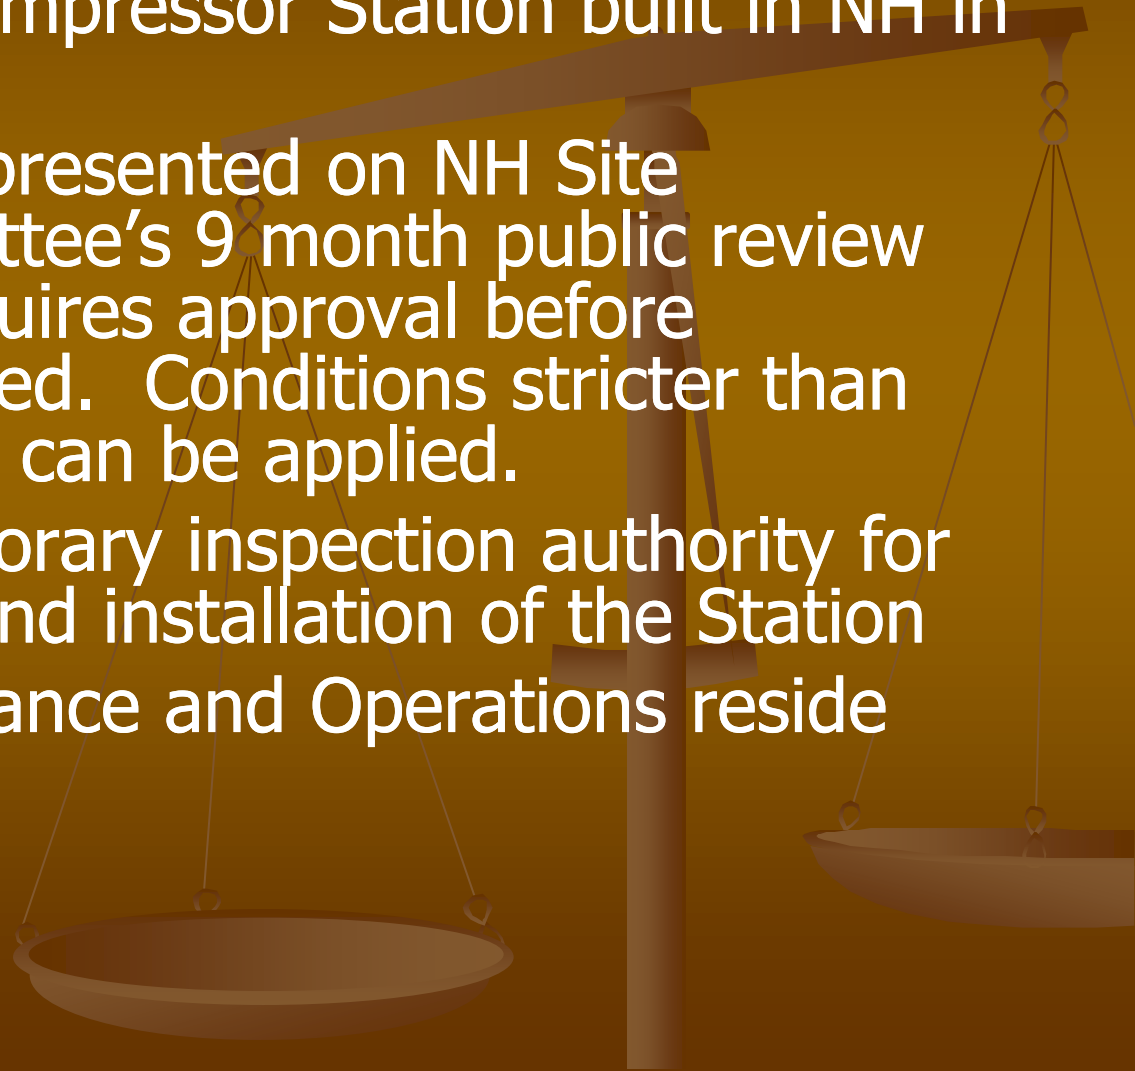 mpressor Station built in NH in
presented on NH Site
ttee’s 9 month public review
uires approval before
ed.  Conditions stricter than
can be applied.
orary inspection authority for
nd installation of the Station
ance and Operations reside